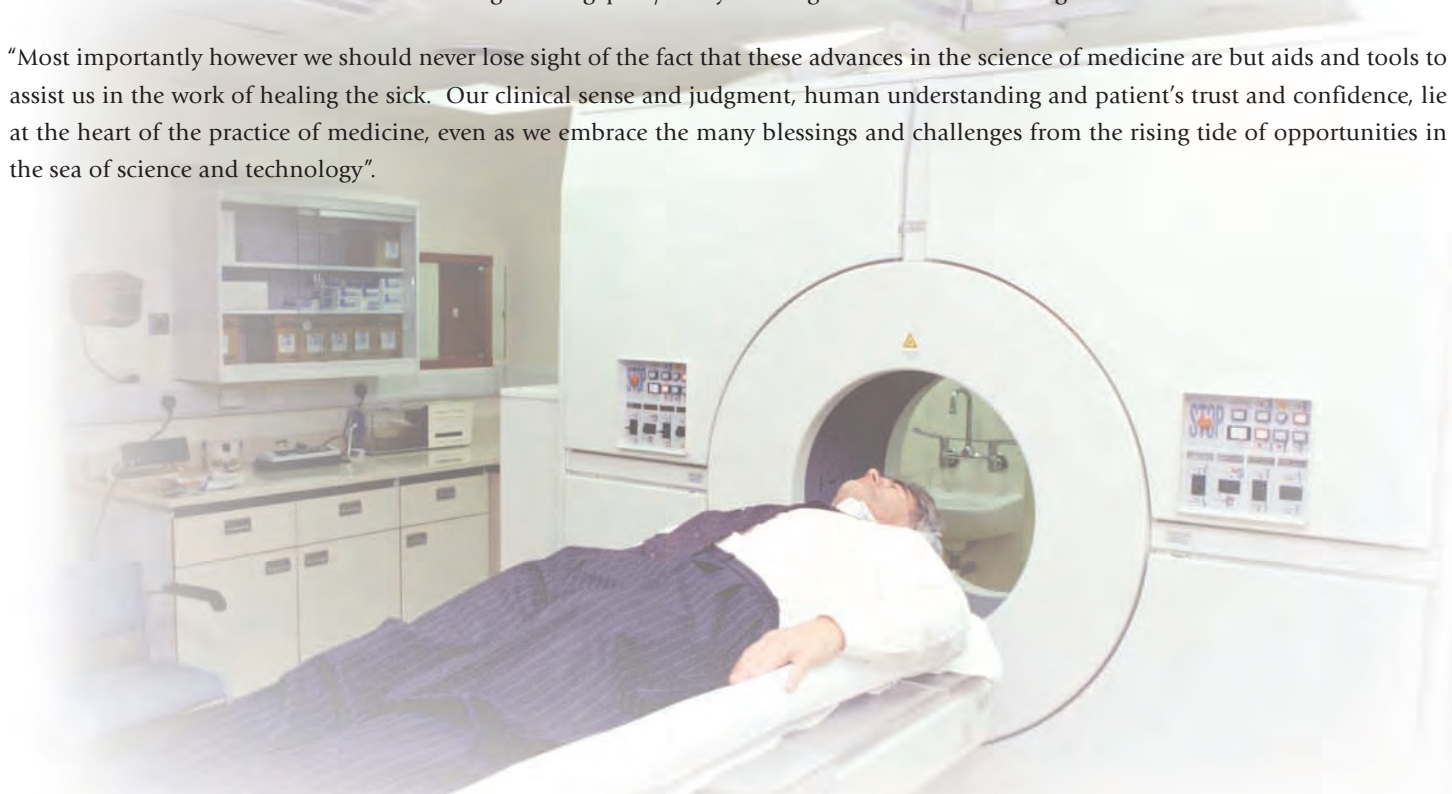 “Most importantly however we should never lose sight of the fact that these advances in the science of medicine are but aids and tools to
assist us in the work of healing the sick. Our clinical sense and judgment, human understanding and patient’s trust and confidence, lie
at the heart of the practice of medicine, even as we embrace the many blessings and challenges from the rising tide of opportunities in
the sea of science and technology”.
STOP
STOP